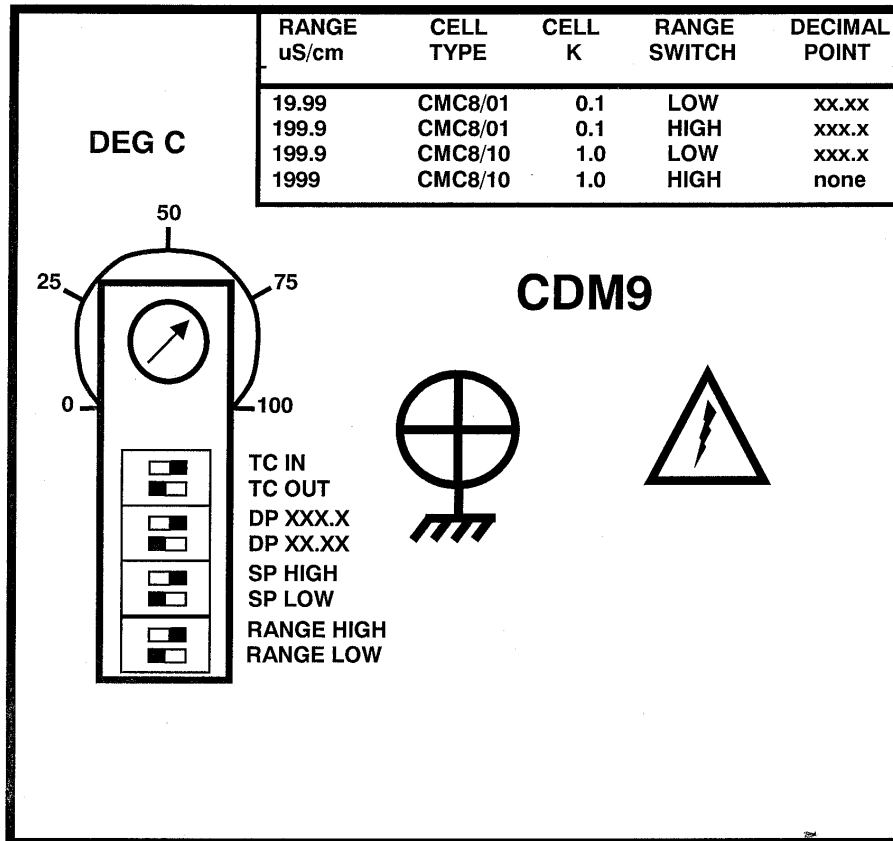 RANGE CELL CELL RANGE DECIMAL
uS/cm TYPE K SWITCH POINT
19.99 CMC8/01 0.1 LOW xx.xx
199.9 CMC8/01 0.1 HIGH xxx.x
199.9 CMC8/10 1.0 LOW xxx.x
1999 CMC8/10 1.0 HIGH none
DEG C
50
25 75
CDM9
0 100
TC IN
TC OUT
DP XXX.X
DP XX.XX
SP HIGH
SP LOW
RANGE HIGH
RANGE LOW